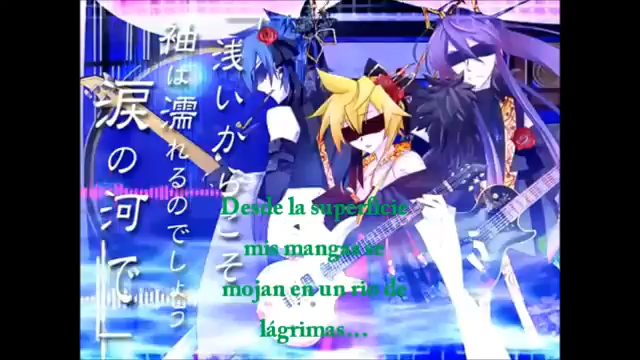 「浅いからこそ
袖は濡れるのでしょう
涙の河で」
Desde la superficie
mis mangas se
mojan en un rio de
lágrimas...